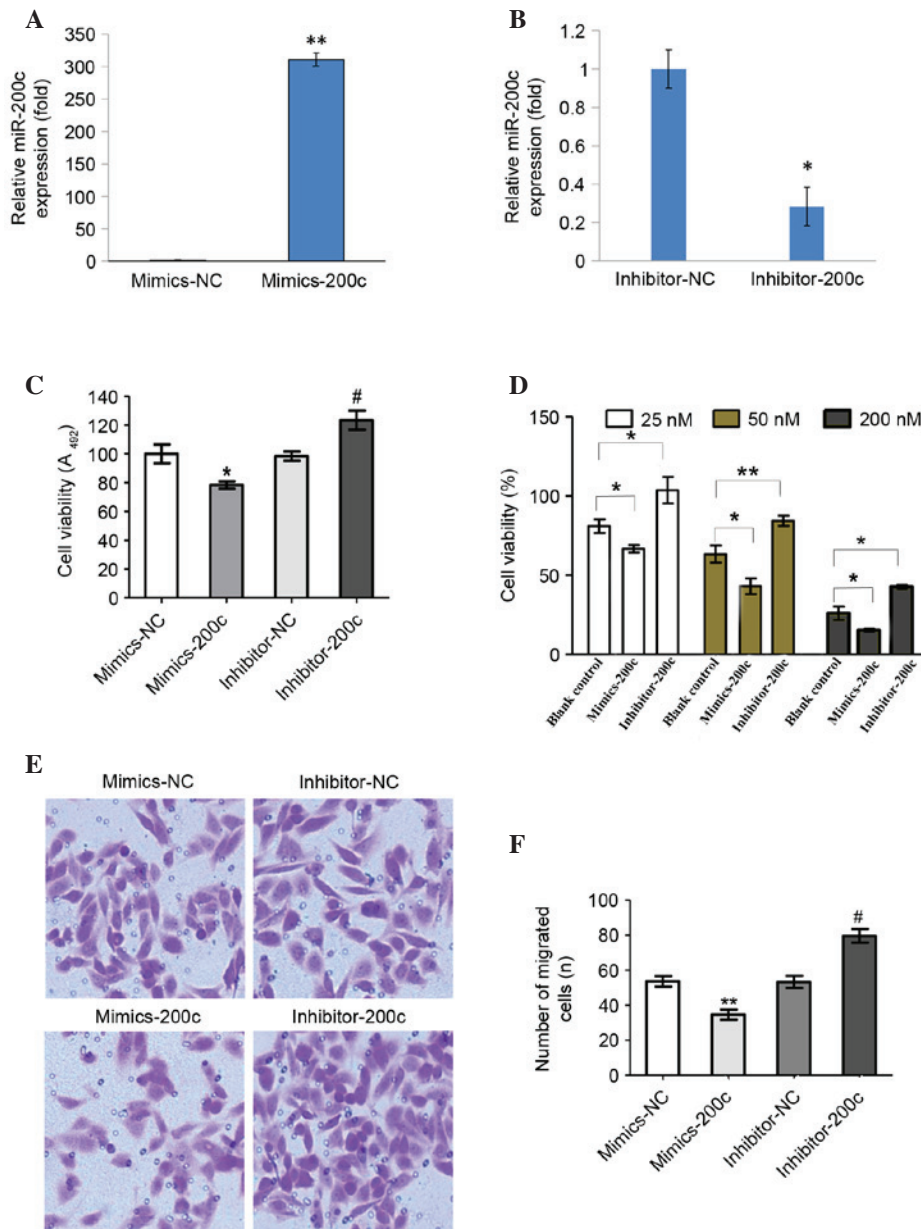 A
Relative miR-200c
expression (fold)
350
300
250
200
150
100
50
0
**
Mimics-NC
Mimics-200c
B
Relative miR-200c
expression (fold)
1.2
1
0.8
0.6
0.4
0.2
0
*
Inhibitor-NC
Inhibitor-200c
C
Cell viability (A 492)
140
120
100
80
60
40
20
0
*
#
Mimics-NC
Mimics-200c
Inhibitor-NC
Inhibitor-200c
D
25 nM
50 nM
200 nM
Cell viability (%)
150
100
50
0
*
*
**
*
*
*
Blank control
Mimics-200c
Inhibitor-200c
Blank control
Mimics-200c
Inhibitor-200c
Blank control
Mimics-200c
Inhibitor-200c
E
Mimics-NC
Inhibitor-NC
Mimics-200c
Inhibitor-200c
F
Number of migrated
cells (n)
100
80
60
40
20
0
**
#
Mimics-NC
Mimics-200c
Inhibitor-NC
Inhibitor-200c